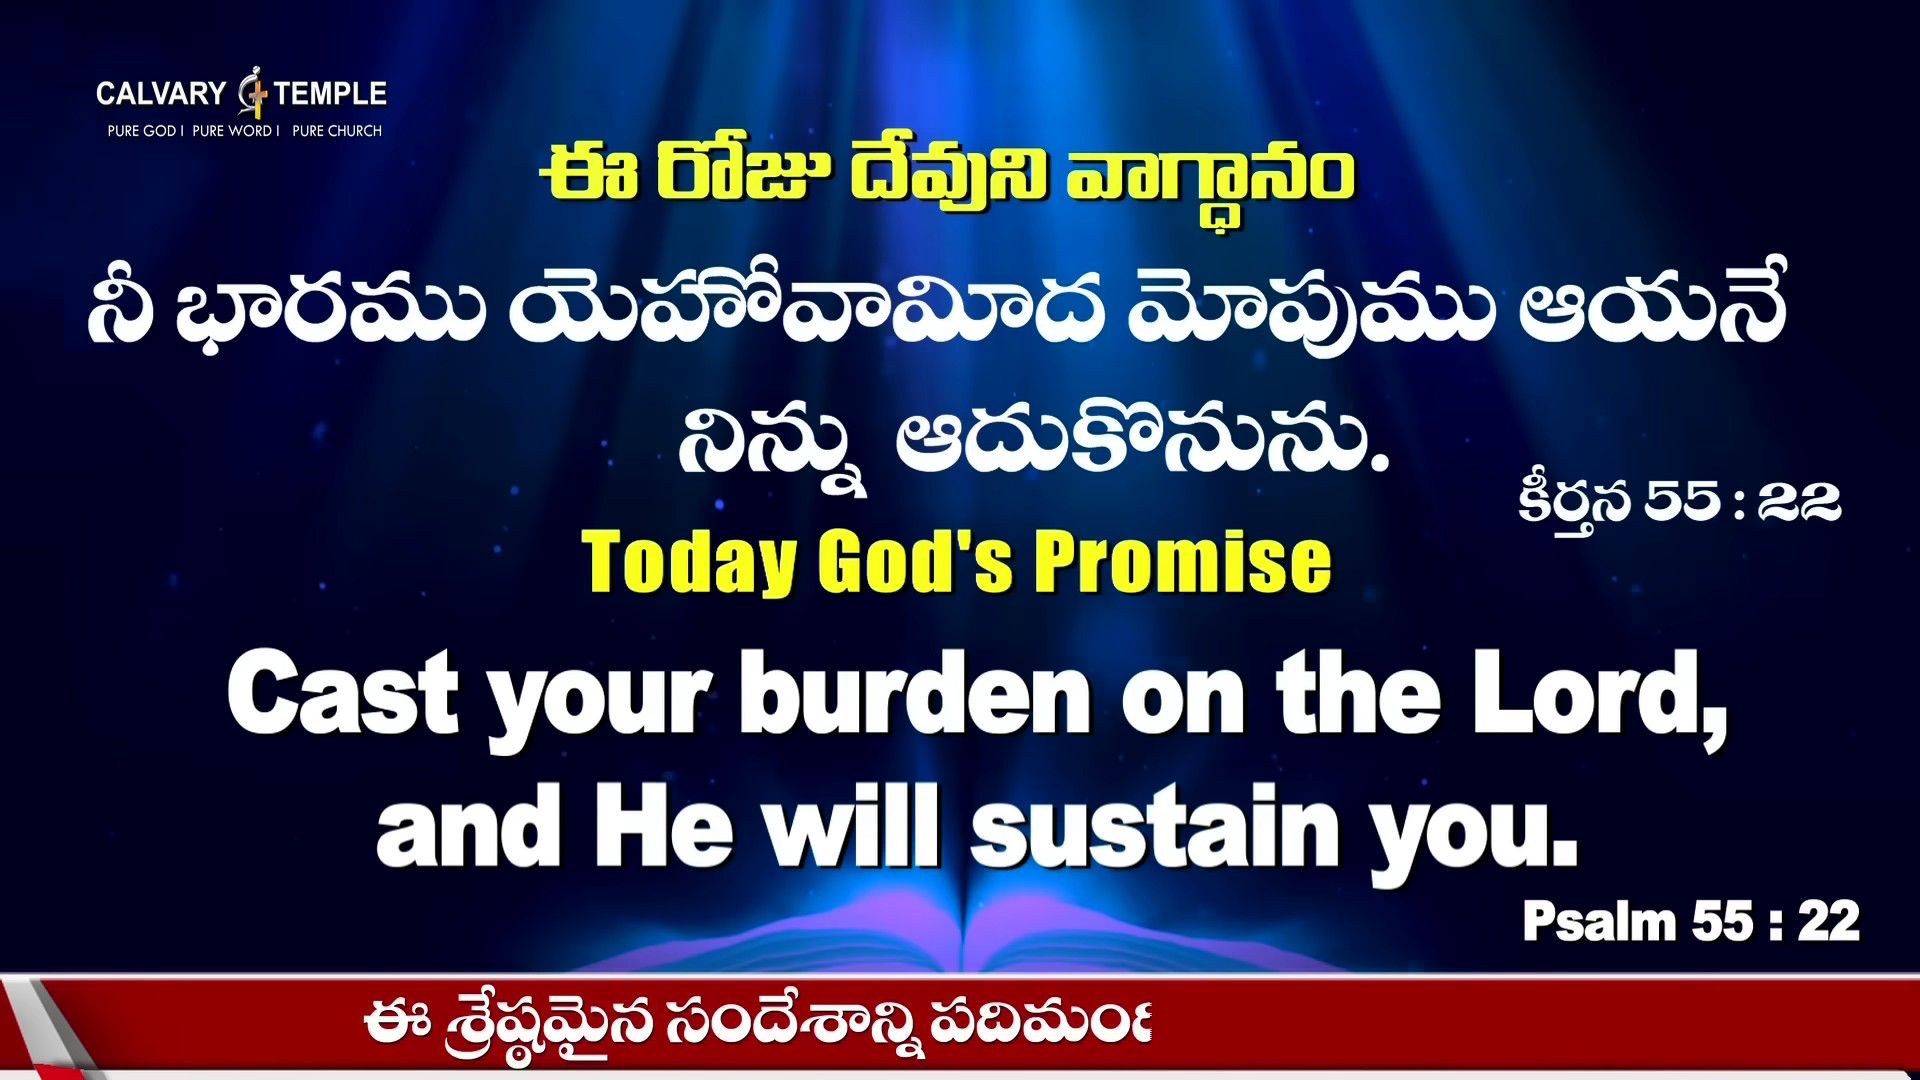 CALVARY TEMPLE
PURE GOD I PURE WORD I PURE CHURCH
ఈ రోజు దేవుని వాగ్ధానం
నీ భారము యెహోవామీద మోపుము ఆయనే
నిన్ను ఆదుకొనును.
కీర్తన 55 : 22
Today God's Promise
Cast your burden on the Lord,
and He will sustain you.
Psalm 55 : 22
ఈ శ్రేష్ఠమైన సందేశాన్ని